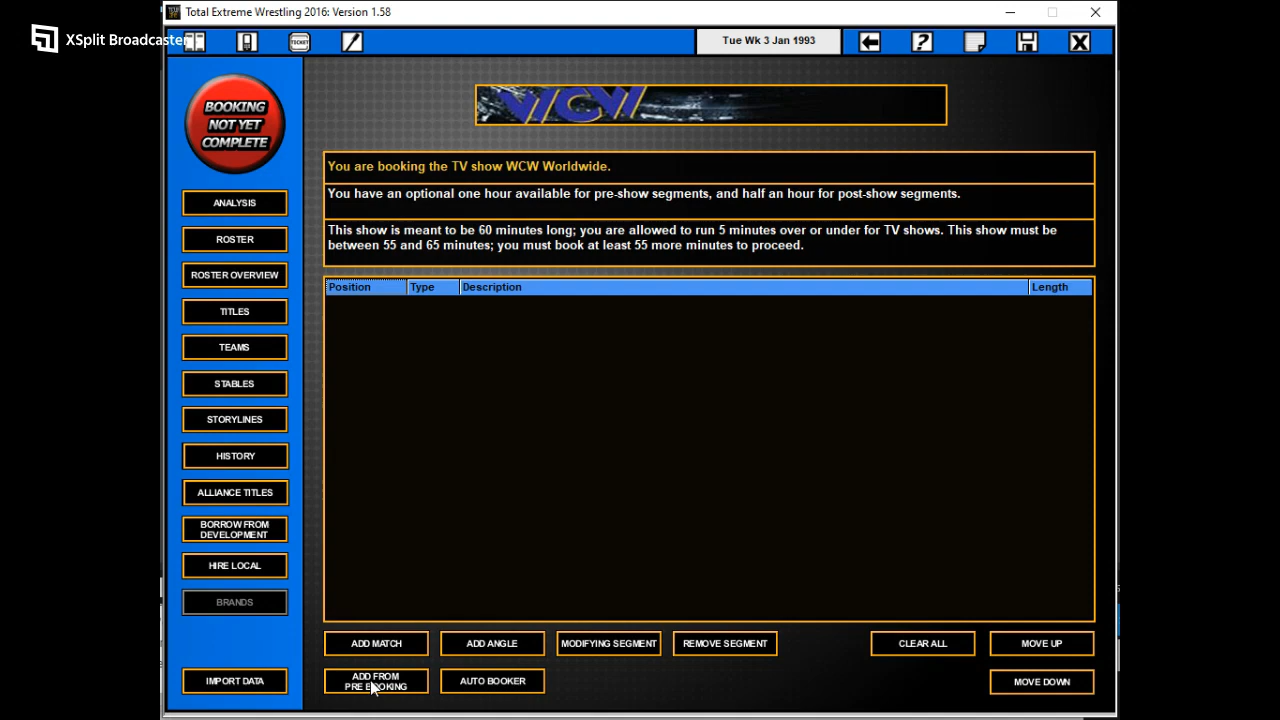 XSplit Broadcaster
Total Extreme Wrestling 2016: Version 1.58
TICKET
Tue Wk 3 Jan 1993
?
X
BOOKING
NOT YET
COMPLETE
WCW
You are booking the TV show WCW Worldwide.
You have an optional one hour available for pre-show segments, and half an hour for post-show segments.
This show is meant to be 60 minutes long; you are allowed to run 5 minutes over or under for TV shows. This show must be
between 55 and 65 minutes; you must book at least 55 more minutes to proceed.
ANALYSIS
ROSTER
ROSTER OVERVIEW
TITLES
TEAMS
STABLES
STORYLINES
HISTORY
ALLIANCE TITLES
BORROW FROM
DEVELOPMENT
HIRE LOCAL
BRANDS
IMPORT DATA
Position Type Description Length
ADD MATCH
ADD ANGLE
MODIFYING SEGMENT
REMOVE SEGMENT
CLEAR ALL
MOVE UP
ADD FROM
PRE BOOKING
AUTO BOOKER
MOVE DOWN